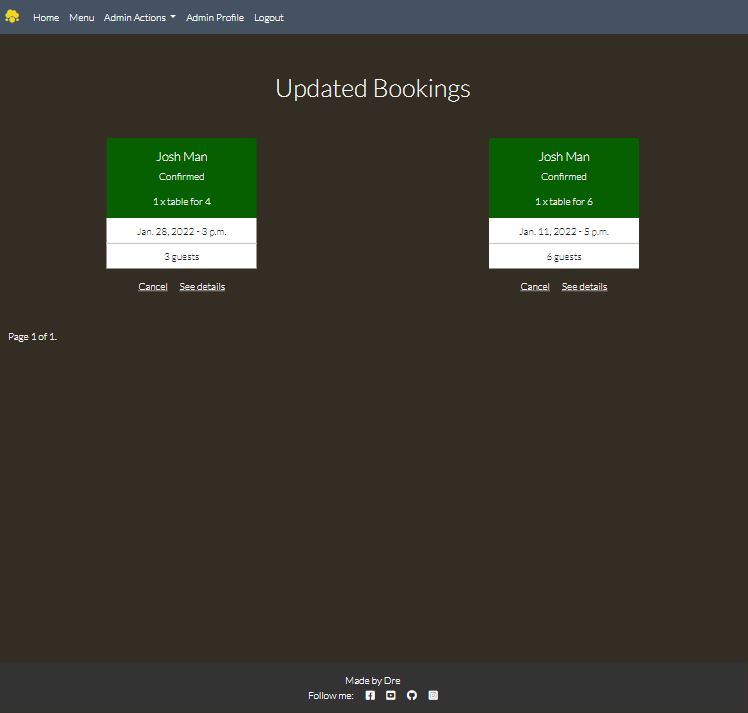 Home Menu Admin Actions Admin Profile Logout
Updated Bookings
Josh Man
Confirmed
1 x table for 4
Jan. 28, 2022 - 3 p.m.
3 guests
Cancel See details
Josh Man
Confirmed
1 x table for 6
Jan. 11, 2022 - 5 p.m.
6 guests
Cancel See details
Page 1 of 1.
Made by Dre
Follow me: